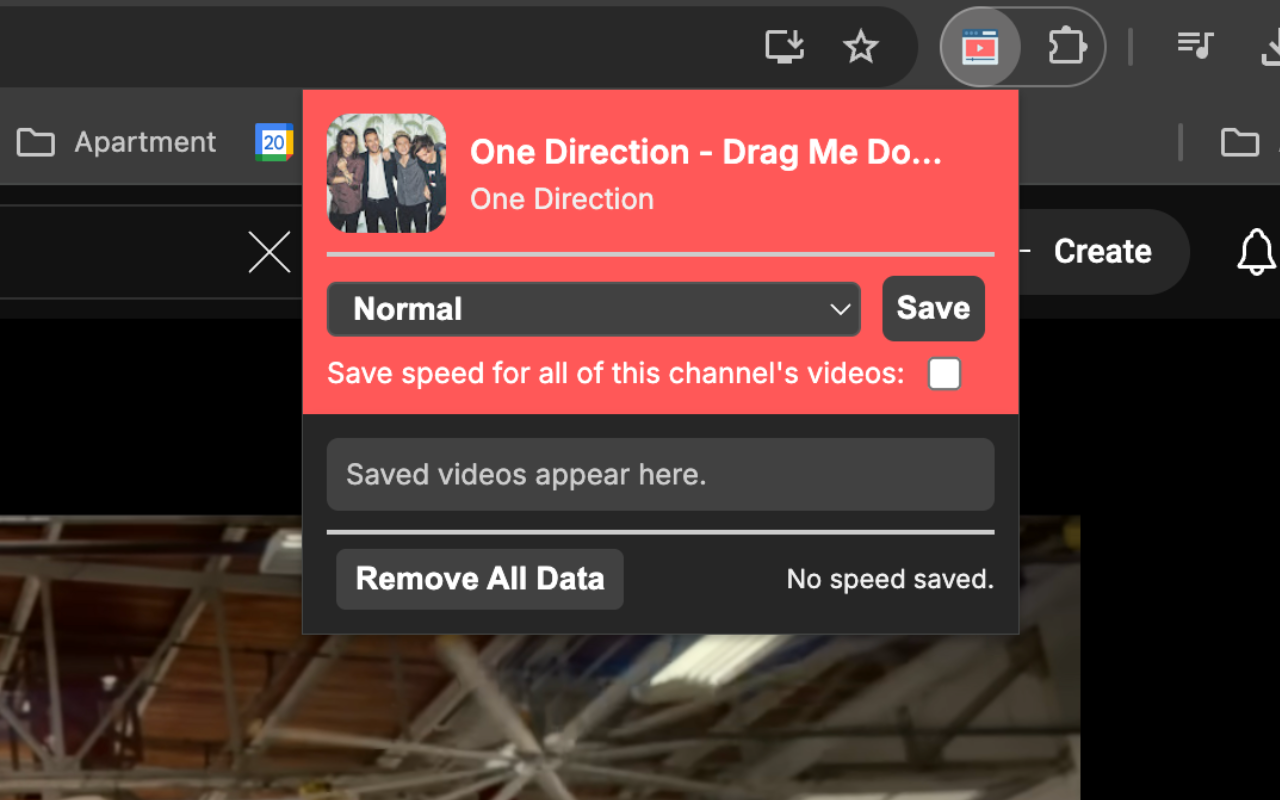 Apartment
20
One Direction - Drag Me Do...
One Direction
Create
Normal
Save
Save speed for all of this channel's videos:
Saved videos appear here.
Remove All Data
No speed saved.